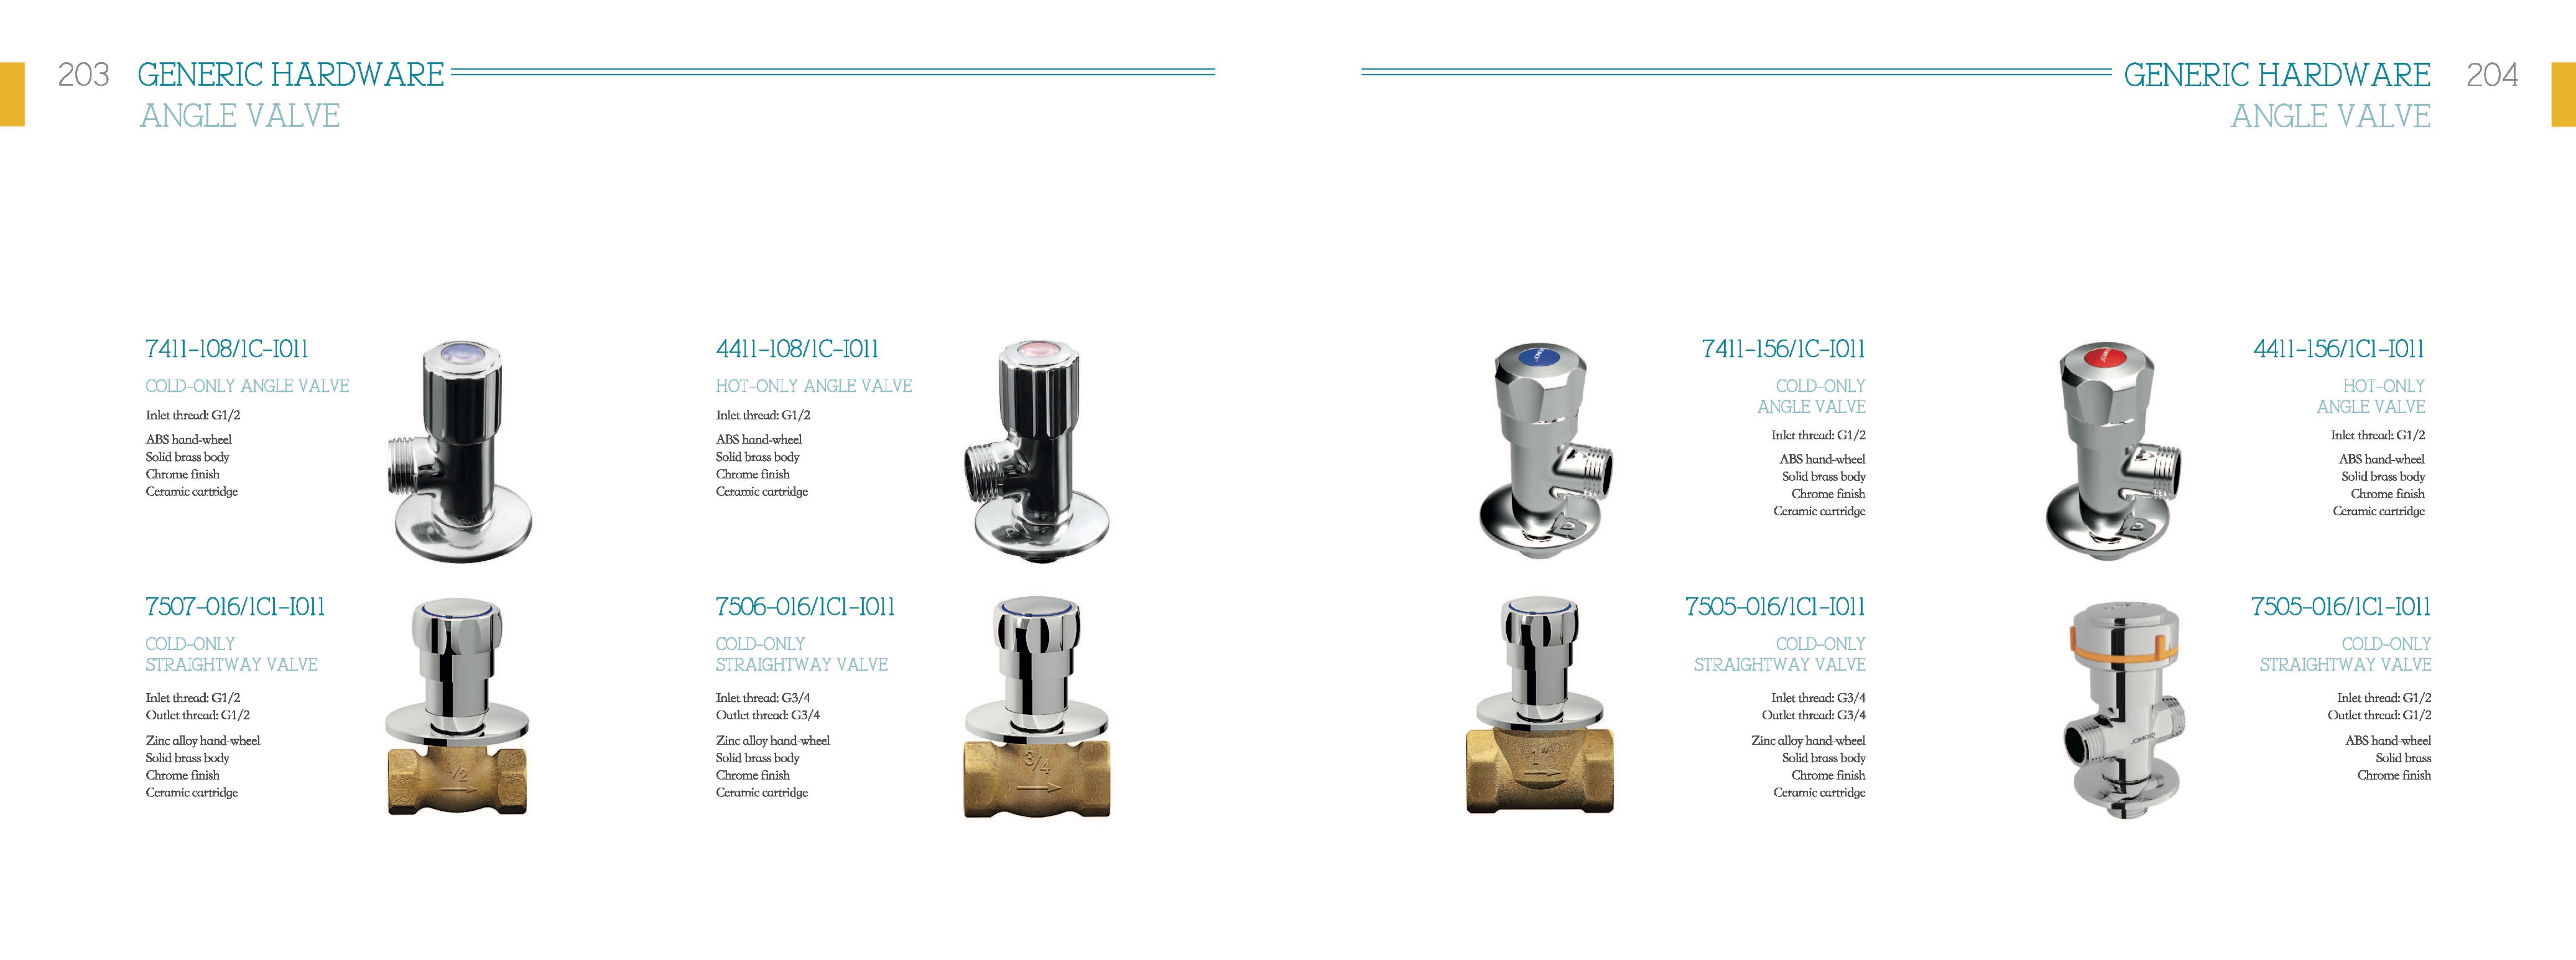 203 GENERIC HARDWARE
ANGLE VALVE
GENERIC HARDWARE 204
ANGLE VALVE
7411-108/1C-I011
COLD-ONLY ANGLE VALVE
Inlet thread: G1/2
ABS hand-wheel
Solid brass body
Chrome finish
Ceramic cartridge
4411-108/1C-I011
HOT-ONLY ANGLE VALVE
Inlet thread: G1/2
ABS hand-wheel
Solid brass body
Chrome finish
Ceramic cartridge
7411-156/1C-I011
COLD-ONLY
ANGLE VALVE
Inlet thread: G1/2
ABS hand-wheel
Solid brass body
Chrome finish
Ceramic cartridge
4411-156/1C1-I011
HOT-ONLY
ANGLE VALVE
Inlet thread: G1/2
ABS hand-wheel
Solid brass body
Chrome finish
Ceramic cartridge
7507-016/1C1-I011
COLD-ONLY
STRAIGHTWAY VALVE
Inlet thread: G1/2
Outlet thread: G1/2
Zinc alloy hand-wheel
Solid brass body
Chrome finish
Ceramic cartridge
1/2
7506-016/1C1-I011
COLD-ONLY
STRAIGHTWAY VALVE
Inlet thread: G3/4
Outlet thread: G3/4
Zinc alloy hand-wheel
Solid brass body
Chrome finish
Ceramic cartridge
3/4
1"
7505-016/1C1-I011
COLD-ONLY
STRAIGHTWAY VALVE
Inlet thread: G3/4
Outlet thread: G3/4
Zinc alloy hand-wheel
Solid brass body
Chrome finish
Ceramic cartridge
JOMOO
7505-016/1C1-I011
COLD-ONLY
STRAIGHTWAY VALVE
Inlet thread: G1/2
Outlet thread: G1/2
ABS hand-wheel
Solid brass
Chrome finish